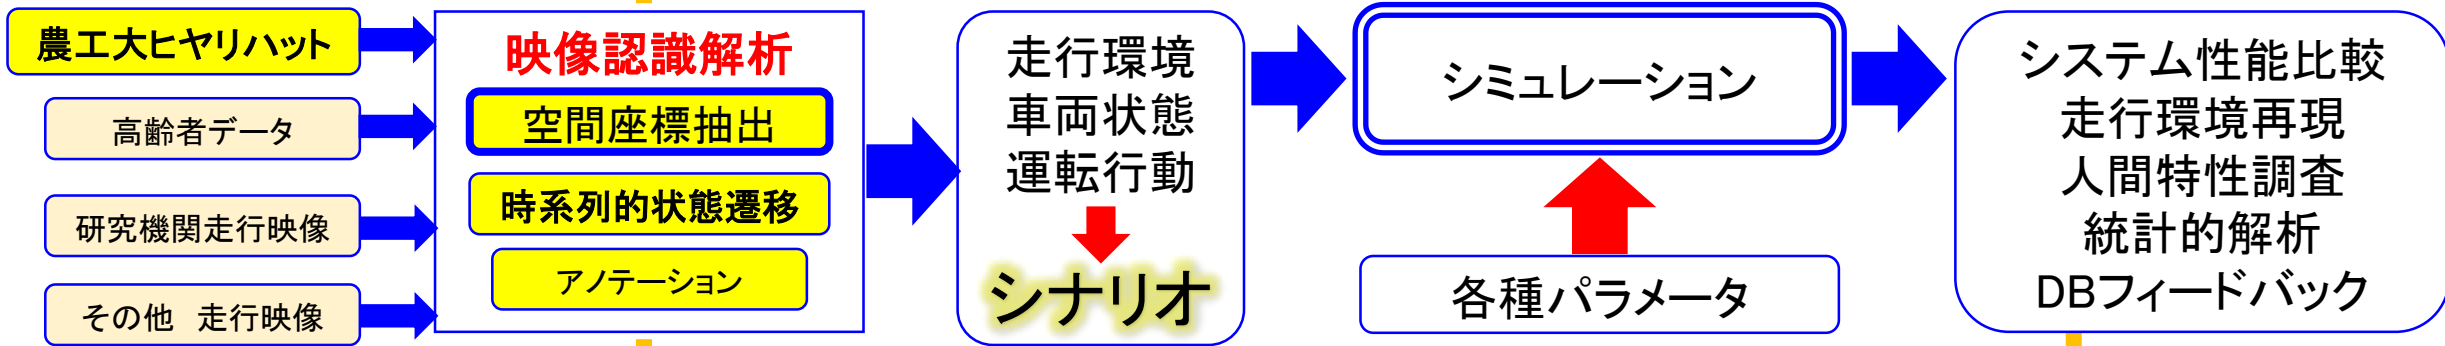 農工大ヒヤリハット
高齢者データ
研究機関走行映像
その他　走行映像
映像認識解析
空間座標抽出
時系列的状態遷移
アノテーション
走行環境
車両状態
運転行動
シナリオ
シミュレーション
各種パラメータ
システム性能比較
走行環境再現
人間特性調査
統計的解析
DBフィードバック